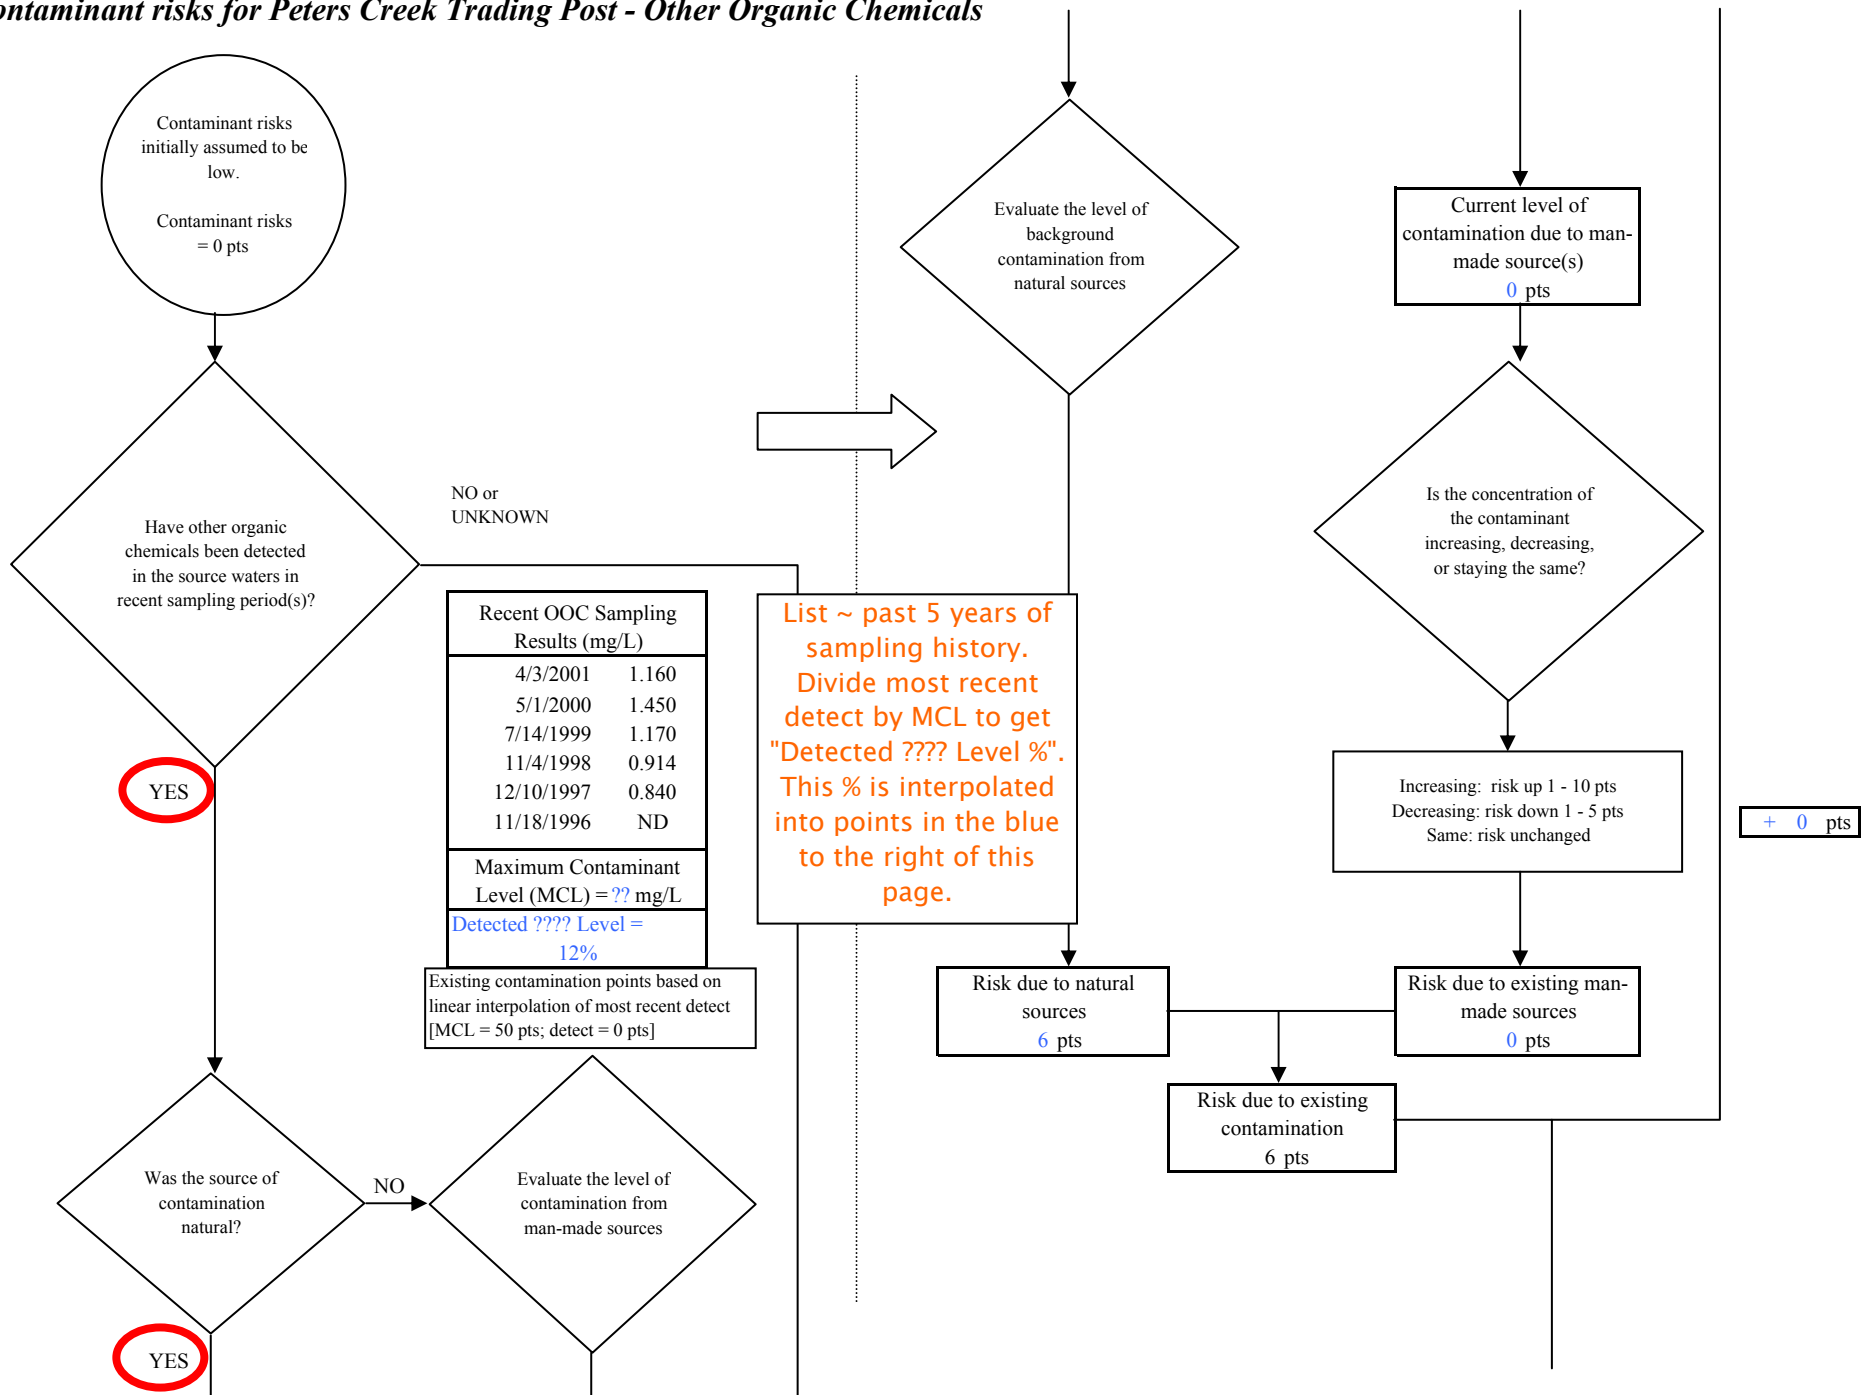 ontaminant risks for Peters Creek Trading Post - Other Organic Chemicals
Contaminant risks
initially assumed to be
low.
Contaminant risks
= 0 pts
Have other organic
chemicals been detected
in the source waters in
recent sampling period(s)?
NO or
UNKNOWN
YES
Recent OOC Sampling
Results (mg/L)
4/3/2001 1.160
5/1/2000 1.450
7/14/1999 1.170
11/4/1998 0.914
12/10/1997 0.840
11/18/1996 ND
Maximum Contaminant
Level (MCL) = ?? mg/L
Detected ???? Level =
12%
Existing contamination points based on
linear interpolation of most recent detect
[MCL = 50 pts; detect = 0 pts]
Was the source of
contamination
natural?
NO
YES
Evaluate the level of
contamination from
man-made sources
List ~ past 5 years of
sampling history.
Divide most recent
detect by MCL to get
"Detected ???? Level %".
This % is interpolated
into points in the blue
to the right of this
page.
Evaluate the level of
background
contamination from
natural sources
Risk due to natural
sources
6 pts
Current level of
contamination due to man-
made source(s)
0 pts
Is the concentration of
the contaminant
increasing, decreasing,
or staying the same?
Increasing: risk up 1 - 10 pts
Decreasing: risk down 1 - 5 pts
Same: risk unchanged
Risk due to existing man-
made sources
0 pts
Risk due to existing
contamination
6 pts
+ 0 pts